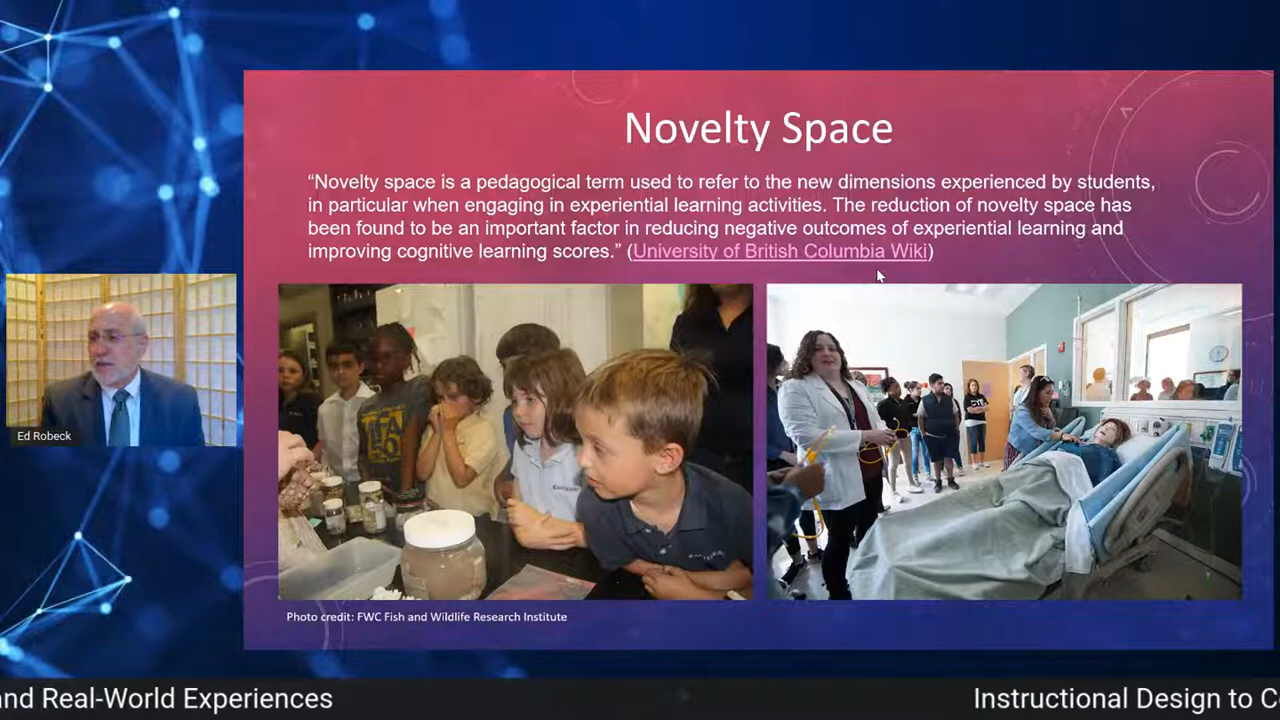 Novelty Space
“Novelty space is a pedagogical term used to refer to the new dimensions experienced by students,
in particular when engaging in experiential learning activities. The reduction of novelty space has
been found to be an important factor in reducing negative outcomes of experiential learning and
improving cognitive learning scores.” (University of British Columbia Wiki)
Ed Robeck
Photo credit: FWC Fish and Wildlife Research Institute
and Real-World Experiences
Instructional Design to